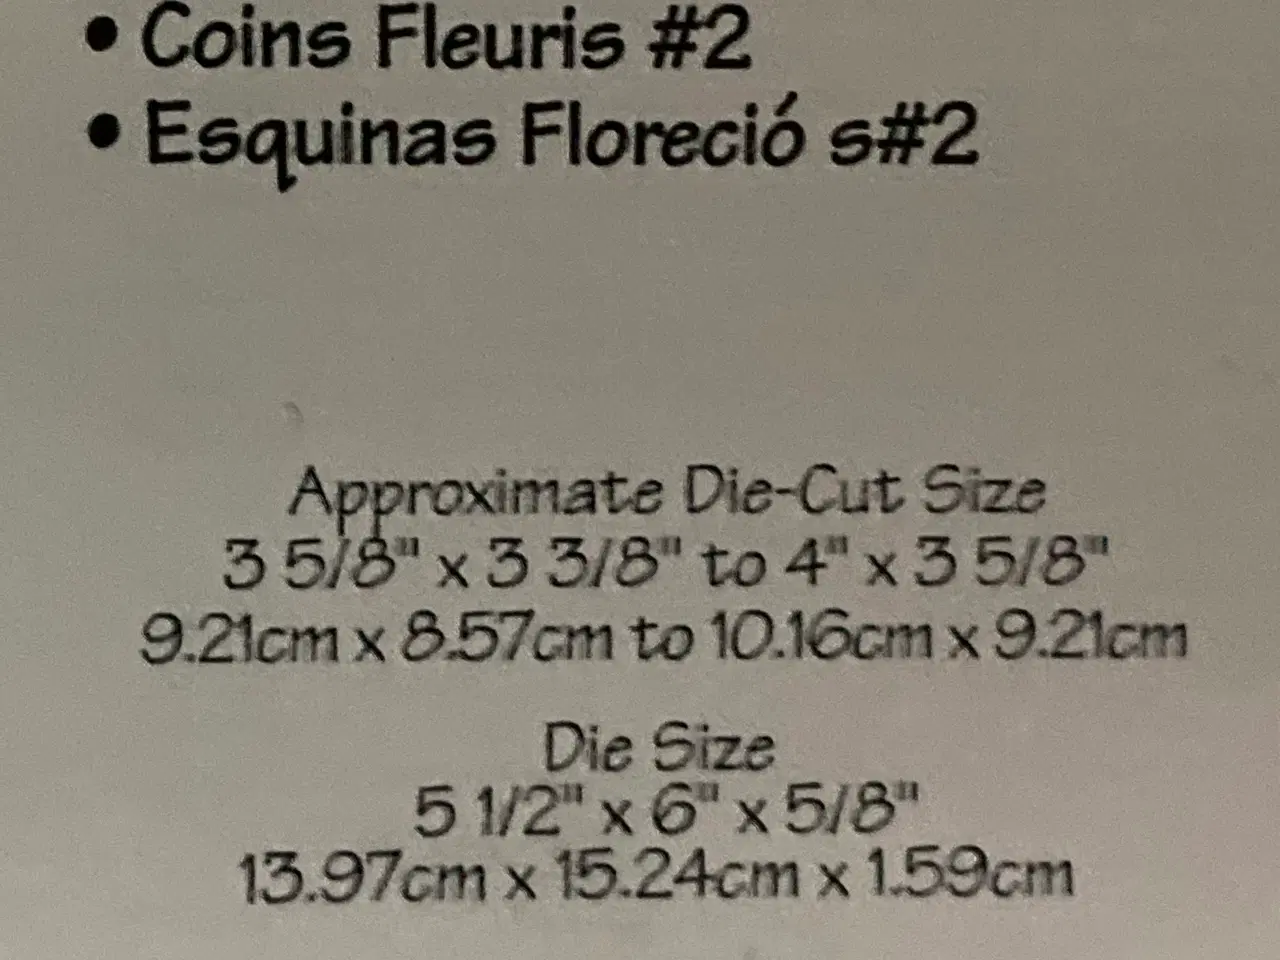 • Coins Fleuris #2
• Esquinas Floreció s#2
Approximate Die-Cut Size
3 5/8" x 3 3/8" to 4" x 3 5/8"
9.21cm x 8.57cm to 10.16cm x 9.21cm
Die Size
5 1/2" x 6" x 5/8"
13.97cm x 15.24cm x 1.59cm